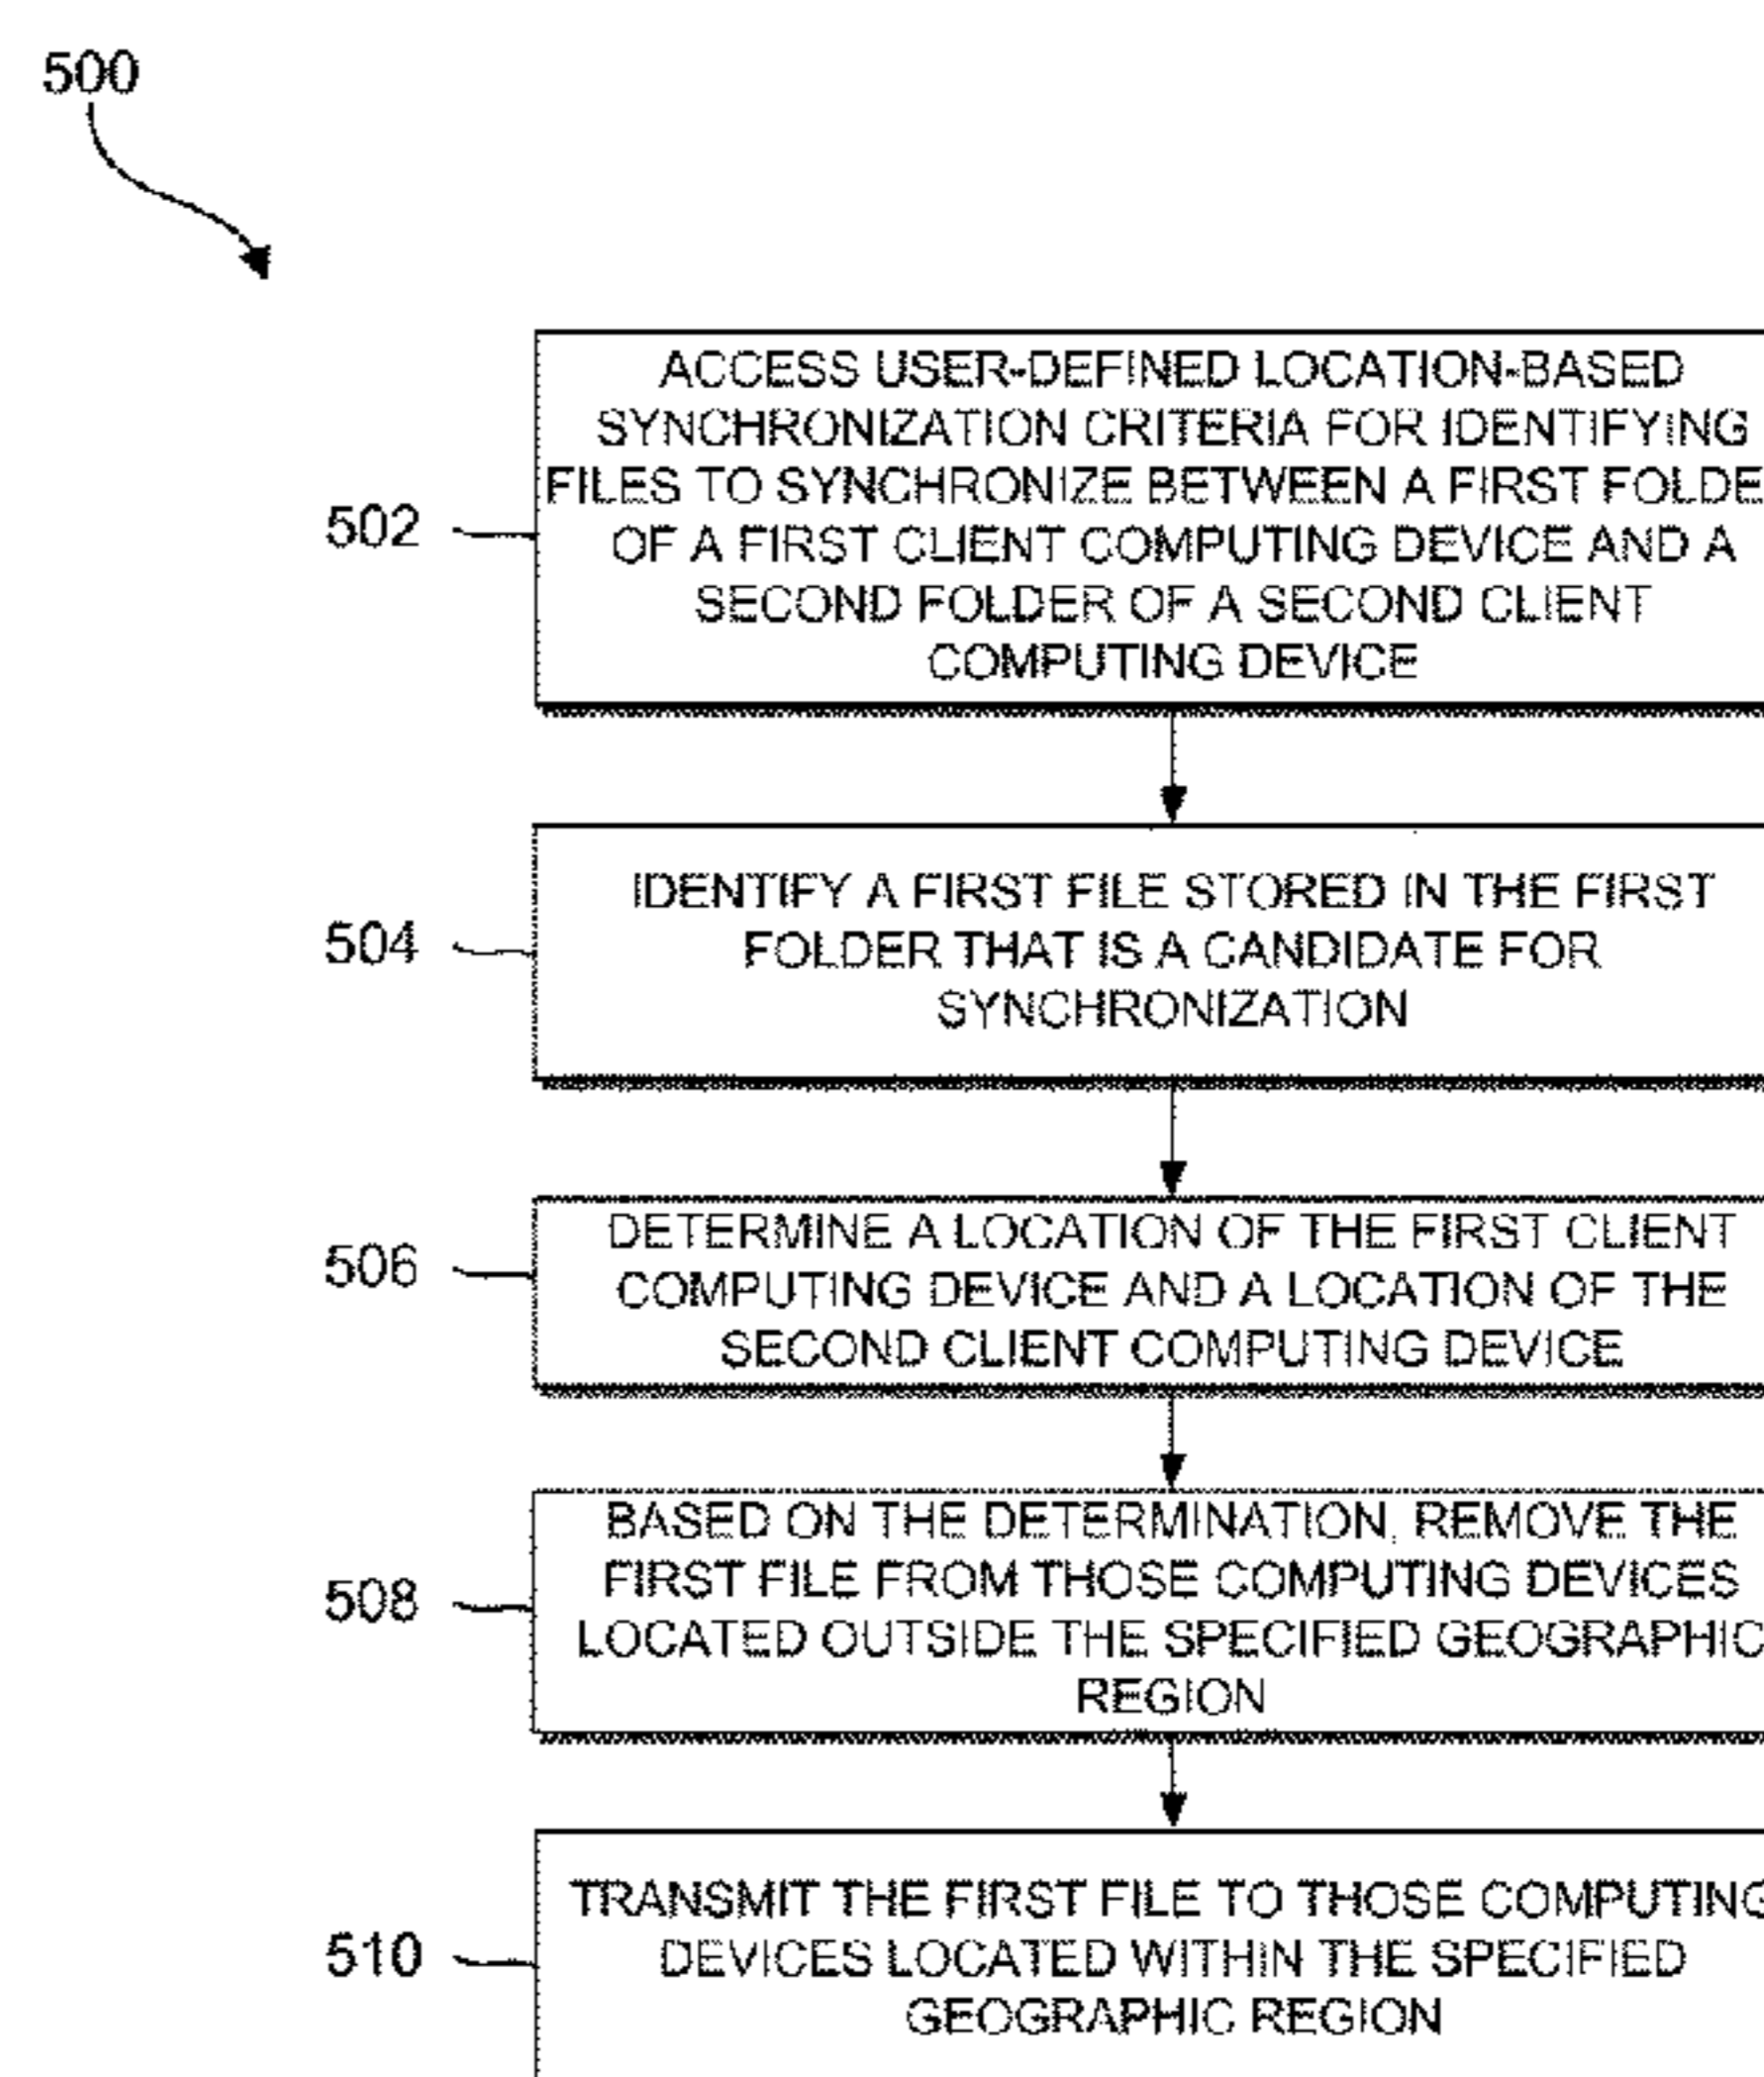 500
502
ACCESS USER-DEFINED LOCATION-BASED
SYNCHRONIZATION CRITERIA FOR IDENTIFYING
FILES TO SYNCHRONIZE BETWEEN A FIRST FOLDE
OF A FIRST CLIENT COMPUTING DEVICE AND A
SECOND FOLDER OF A SECOND CLIENT
COMPUTING DEVICE
504
IDENTIFY A FIRST FILE STORED IN THE FIRST
FOLDER THAT IS A CANDIDATE FOR
SYNCHRONIZATION
506
DETERMINE A LOCATION OF THE FIRST CLIENT
COMPUTING DEVICE AND A LOCATION OF THE
SECOND CLIENT COMPUTING DEVICE
508
BASED ON THE DETERMINATION, REMOVE THE
FIRST FILE FROM THOSE COMPUTING DEVICES
LOCATED OUTSIDE THE SPECIFIED GEOGRAPHIC
REGION
510
TRANSMIT THE FIRST FILE TO THOSE COMPUTING
DEVICES LOCATED WITHIN THE SPECIFIED
GEOGRAPHIC REGION